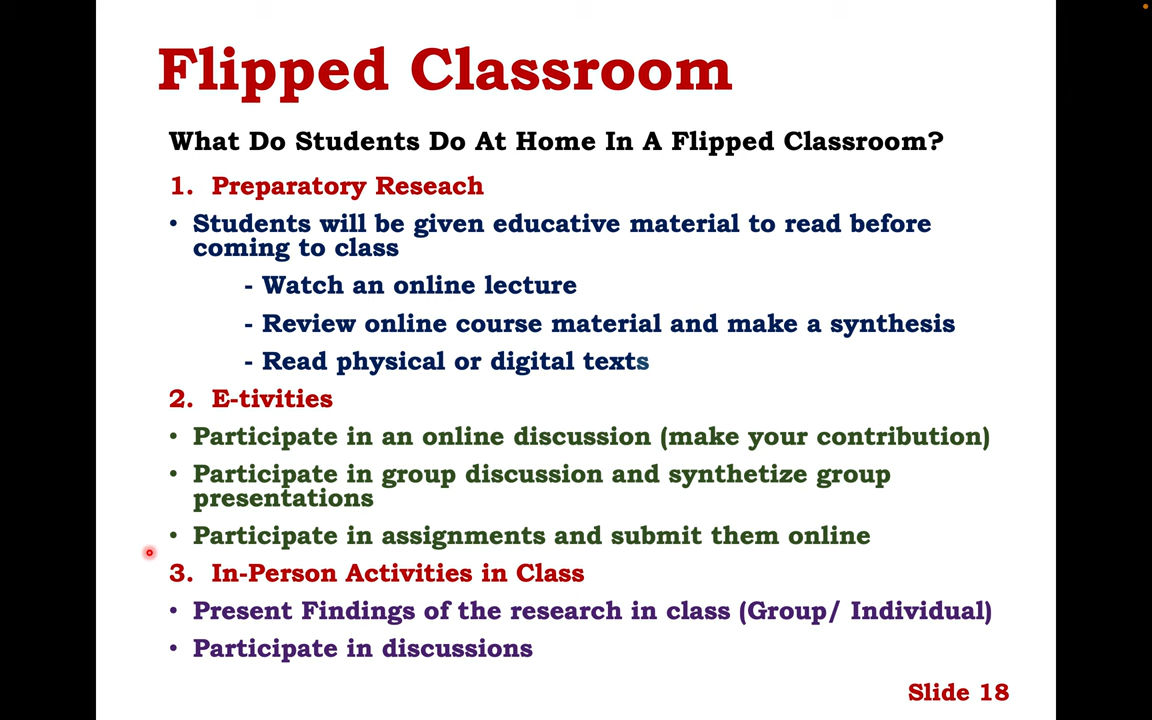 Flipped Classroom
What Do Students Do At Home In A Flipped Classroom?
1. Preparatory Reseach
• Students will be given educative material to read before
coming to class
- Watch an online lecture
- Review online course material and make a synthesis
- Read physical or digital texts
2. E-tivities
• Participate in an online discussion (make your contribution)
• Participate in group discussion and synthetize group
presentations
• Participate in assignments and submit them online
3. In-Person Activities in Class
• Present Findings of the research in class (Group/ Individual)
• Participate in discussions
Slide 18